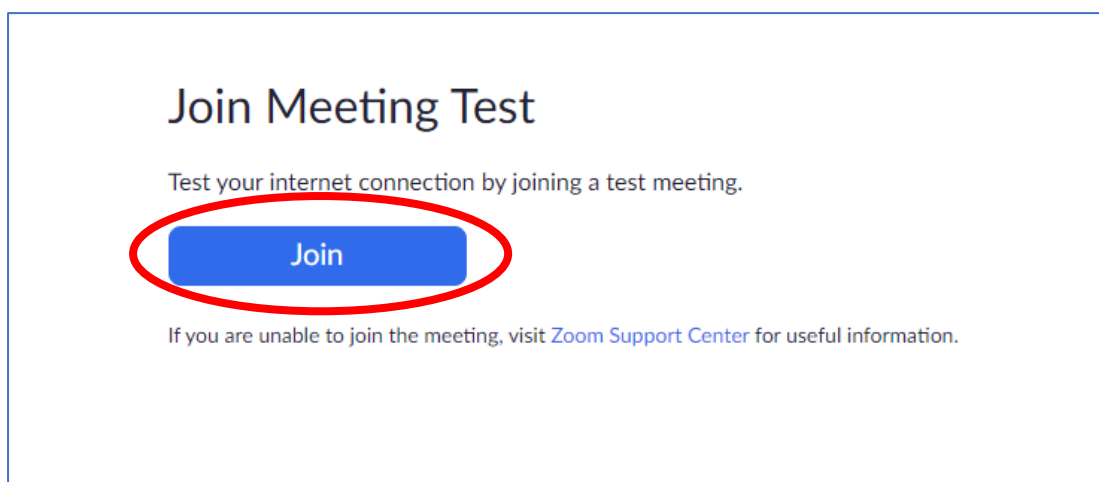 Join Meeting Test
Test your internet connection by joining a test meeting.
Join
If you are unable to join the meeting, visit Zoom Support Center for useful information.